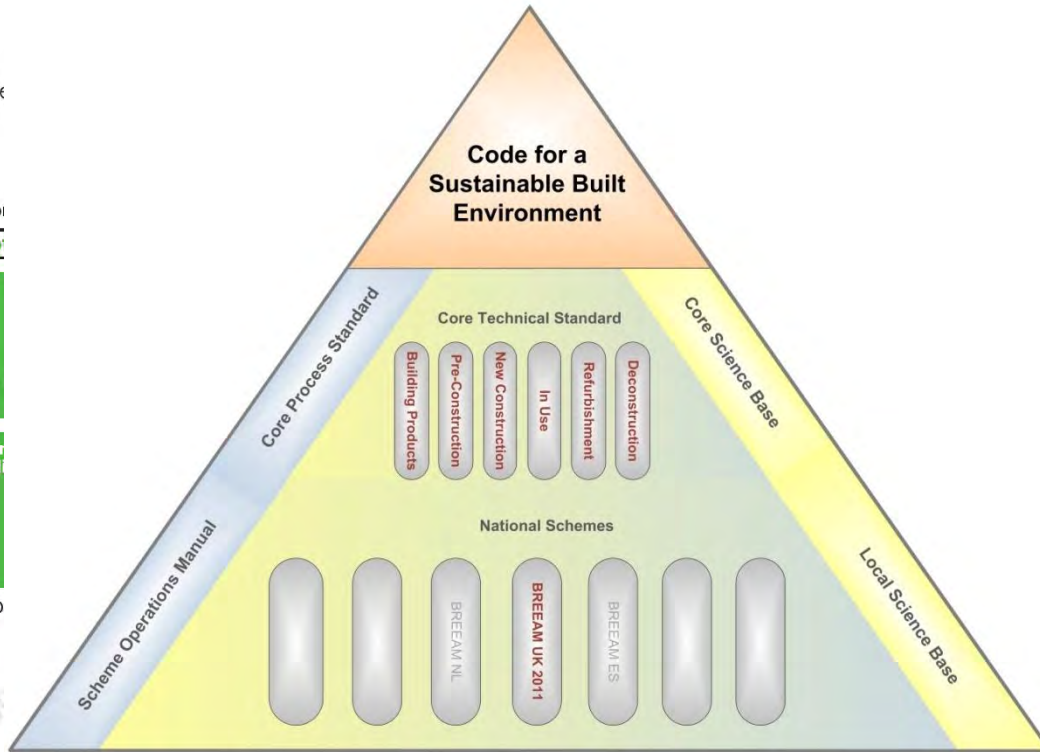 Code for a
Sustainable Built
Environment
Core Process Standard
Core Technical Standard
Core Science Base
Building Products
Pre-Construction
New Construction
In Use
Refurbishment
Deconstruction
Scheme Operations Manual
National Schemes
Local Science Base
BREEAM NL
BREEAM UK 2011
BREEAM ES